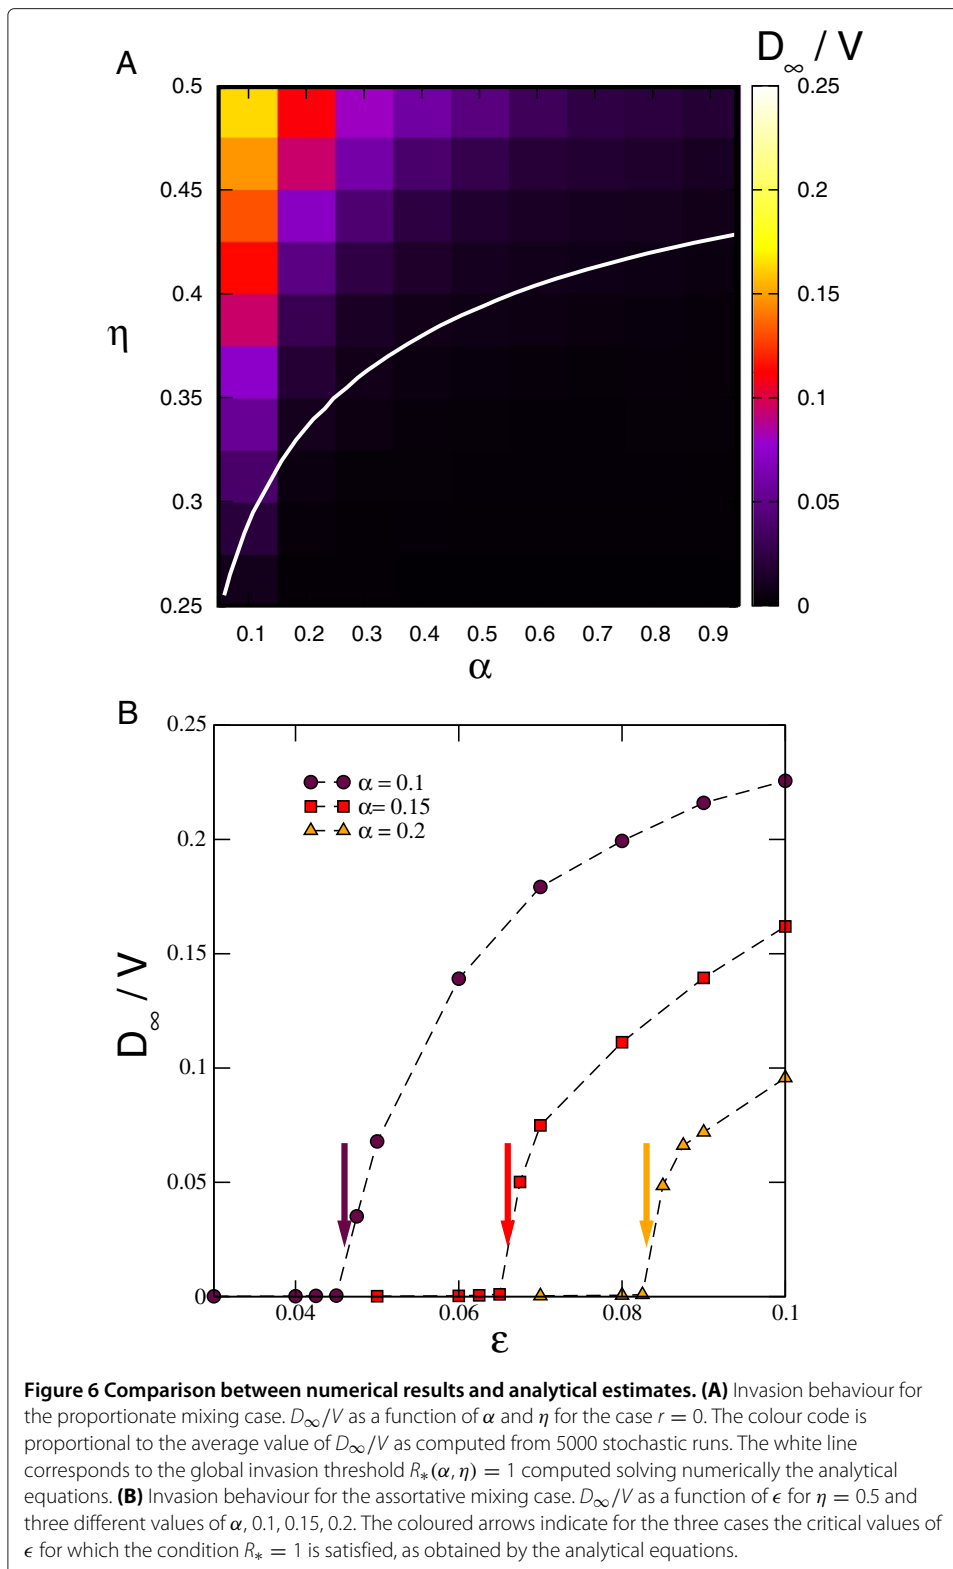 A
D∞ / V
0.5
0.45
0.4
η
0.35
0.3
0.25
0.25
0.2
0.15
0.1
0.05
0
0.1 0.2 0.3 0.4 0.5 0.6 0.7 0.8 0.9
α
B
0.25
0.2
0.15
0.1
0.05
0
D∞ / V
α = 0.1
α= 0.15
α = 0.2
0.04 0.06 0.08 0.1
ε
Figure 6 Comparison between numerical results and analytical estimates. (A) Invasion behaviour for
the proportionate mixing case. D∞/V as a function of α and η for the case r = 0. The colour code is
proportional to the average value of D∞/V as computed from 5000 stochastic runs. The white line
corresponds to the global invasion threshold R*(α, η) = 1 computed solving numerically the analytical
equations. (B) Invasion behaviour for the assortative mixing case. D∞/V as a function of ϵ for η = 0.5 and
three different values of α, 0.1, 0.15, 0.2. The coloured arrows indicate for the three cases the critical values of
ϵ for which the condition R* = 1 is satisfied, as obtained by the analytical equations.